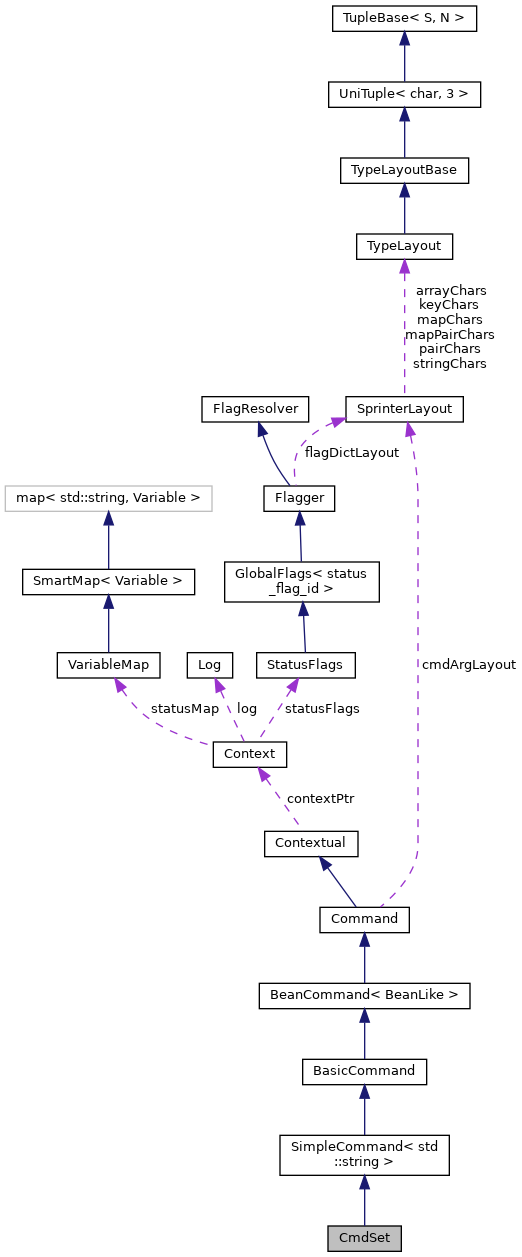 TupleBase< S, N >
UniTuple< char, 3 >
TypeLayoutBase
TypeLayout
arrayChars
keyChars
mapChars
mapPairChars
pairChars
stringChars
FlagResolver
SprinterLayout
flagDictLayout
map< std::string, Variable >
Flagger
SmartMap< Variable >
GlobalFlags< status
_flag_id >
VariableMap
Log
StatusFlags
cmdArgLayout
statusMap
log
statusFlags
Context
contextPtr
Contextual
Command
BeanCommand< BeanLike >
BasicCommand
SimpleCommand< std
::string >
CmdSet